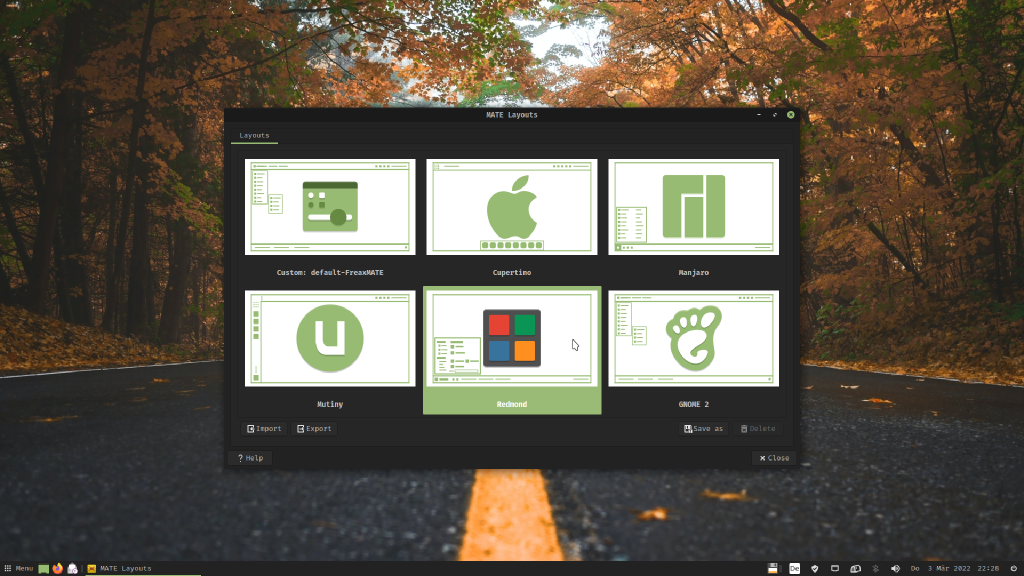 MATE Layouts
Layouts
Custom: default-FreaxMATE
Cupertino
Manjaro
Mutiny
Redmond
GNOME 2
Import
Export
Save as
Delete
? Help
Close
Menu
MATE Layouts
De
Do 3 Mär 2022 22:28